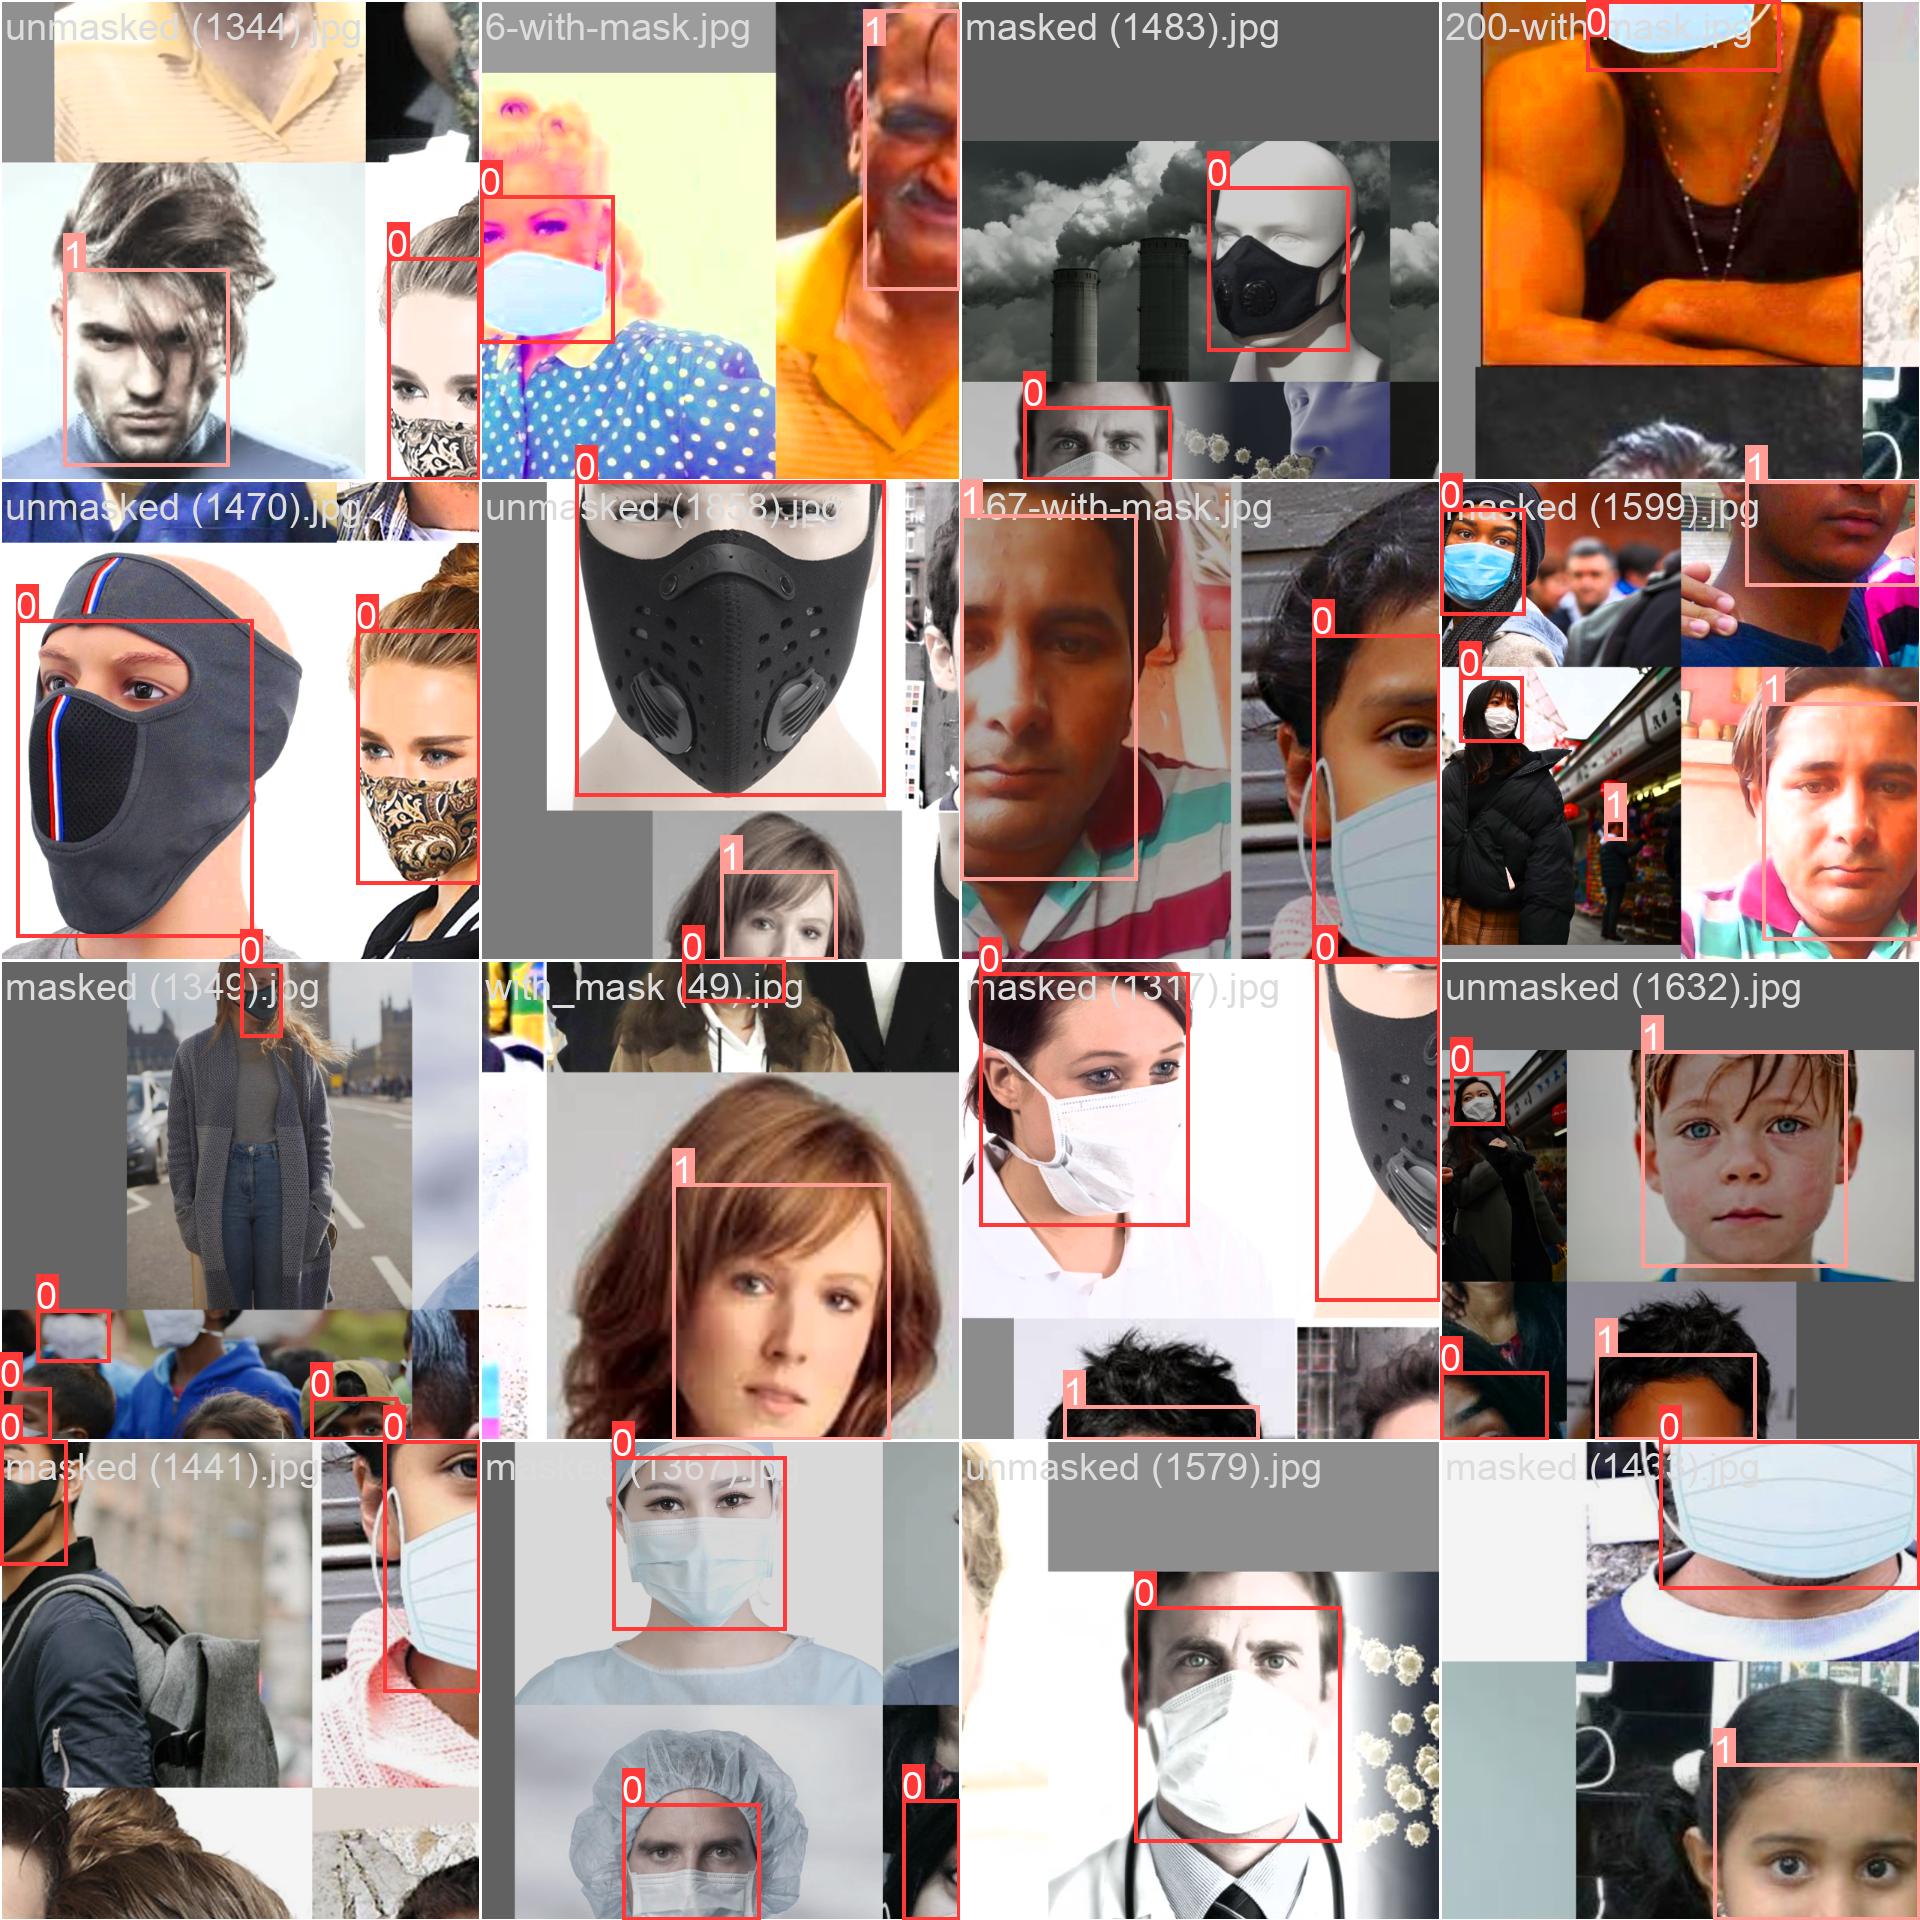 unmasked (1344).jpg
6-with-mask.jpg
masked (1483).jpg
200-with-mask.jpg
1
0
0
0
1
0
0
0
1
unmasked (1470).jpg
unmasked (1858).jpg
167-with-mask.jpg
masked (1599).jpg
0
0
0
1
1
0
0
0
1
1
masked (1349).jpg
with_mask (49).jpg
masked (1317).jpg
unmasked (1632).jpg
0
0
0
0
0
1
0
0
1
0
1
0
1
masked (1441).jpg
masked (1367).jpg
unmasked (1579).jpg
masked (1433).jpg
0
0
0
0
0
0
0
1